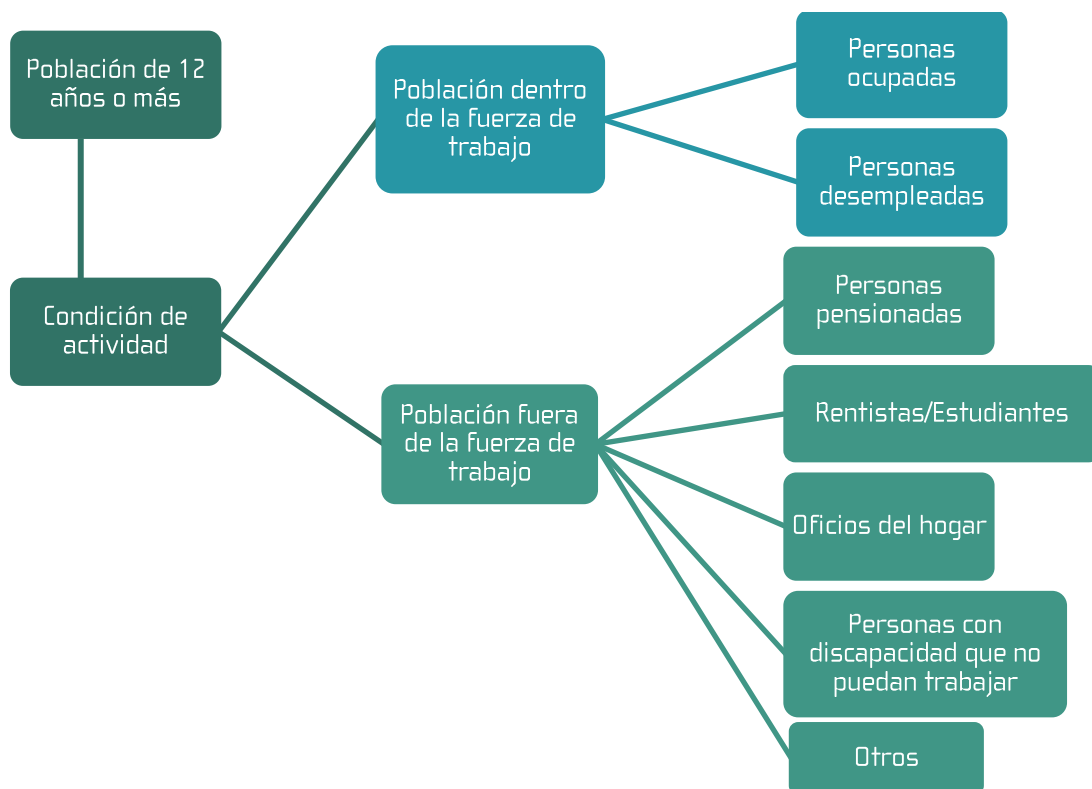 Población de 12
años o más
Condición de
actividad
Población dentro
de la fuerza de
trabajo
Personas
ocupadas
Personas
desempleadas
Población fuera
de la fuerza de
trabajo
Personas
pensionadas
Rentistas/Estudiantes
Oficios del hogar
Personas con
discapacidad que no
puedan trabajar
Otros